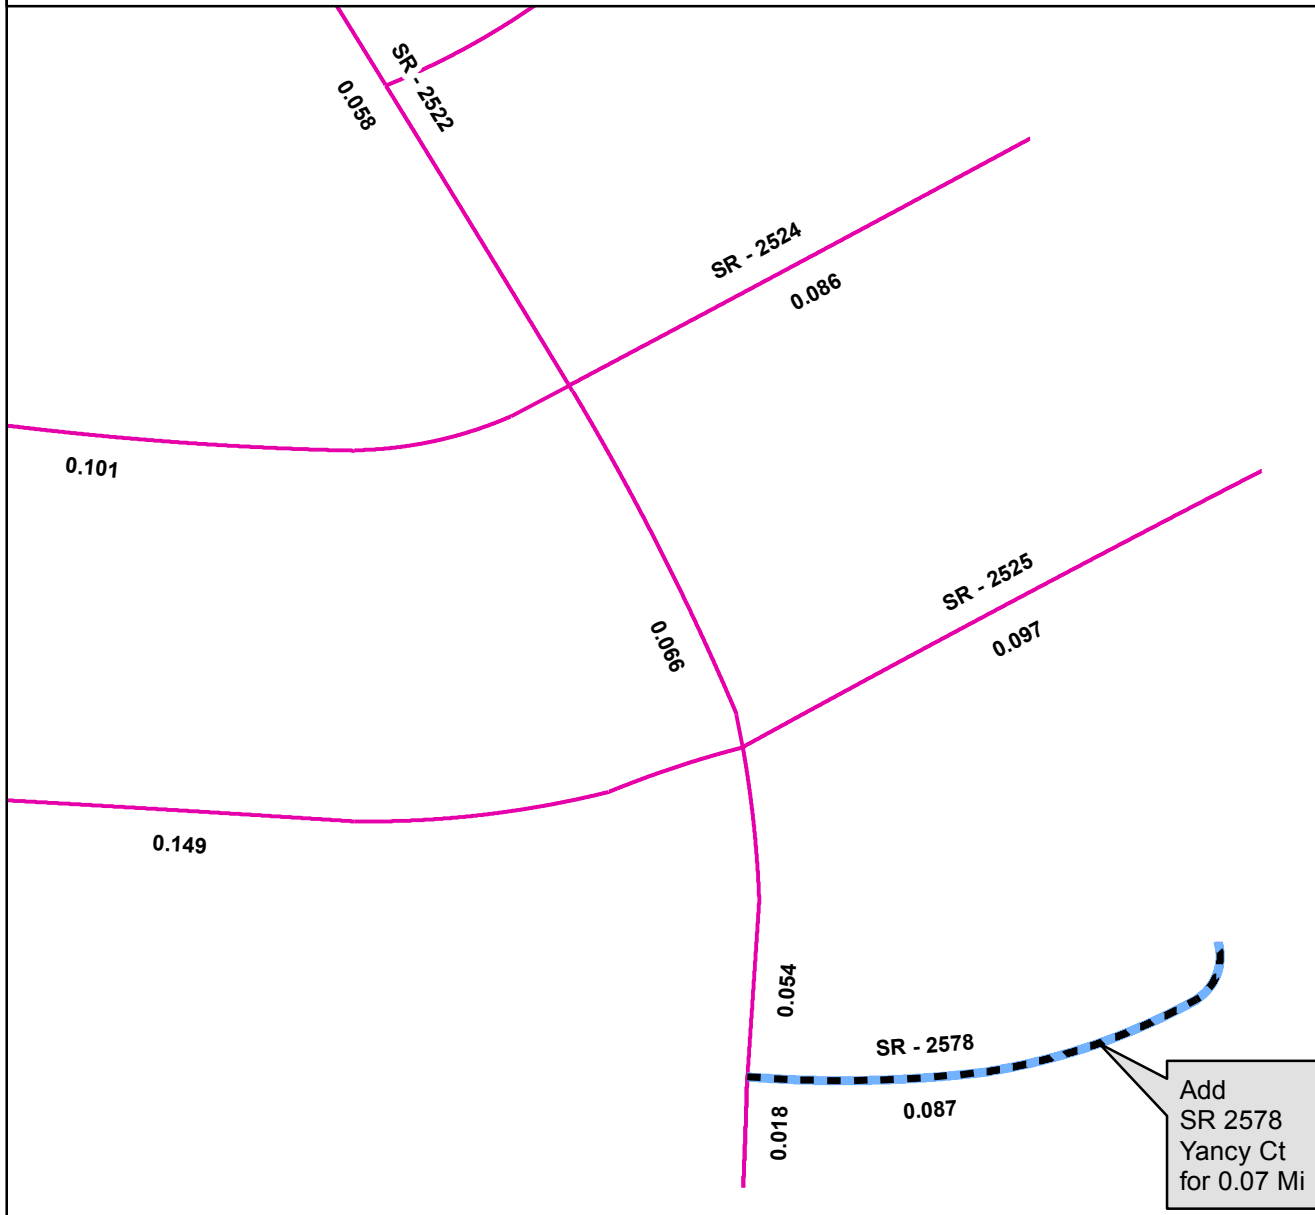 SR - 2522
0.058
SR - 2524
0.086
0.101
SR - 2525
0.097
0.066
0.149
0.054
SR - 2578
0.087
0.018
Add
SR 2578
Yancy Ct
for 0.07 Mi